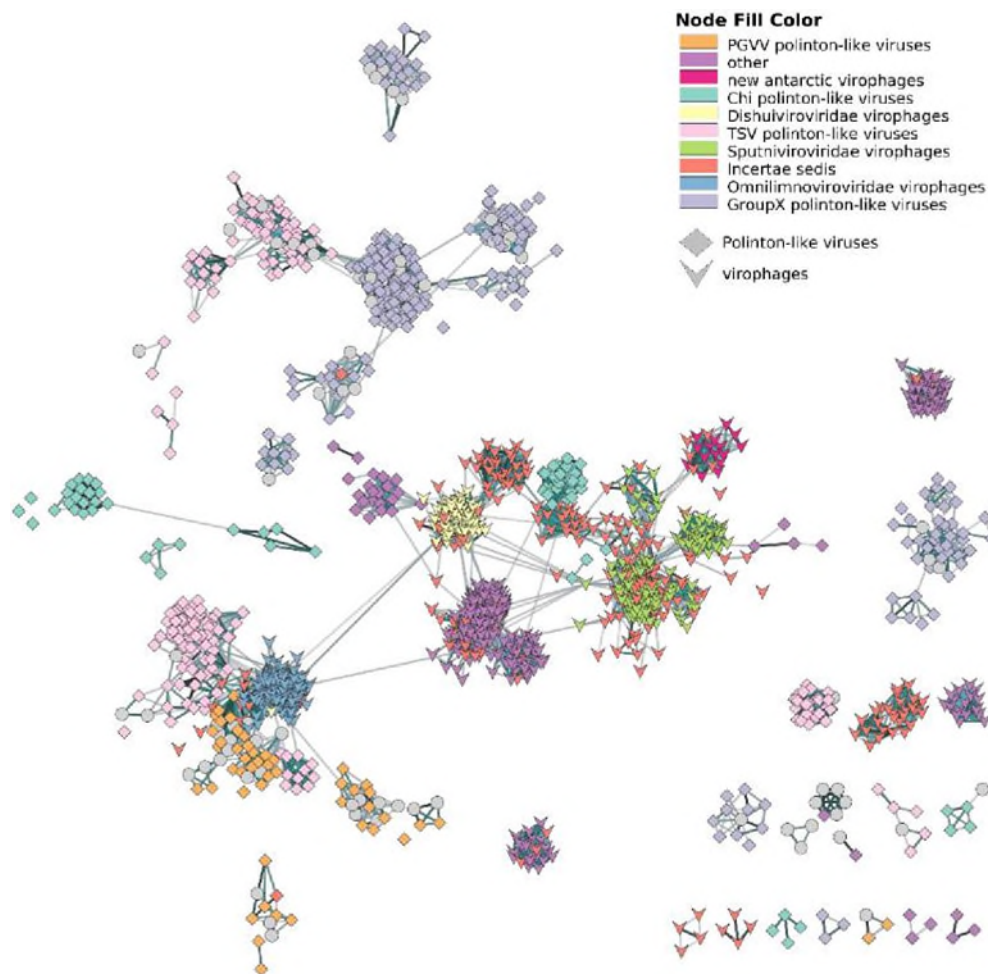 Node Fill Color
PGVV polinton-like viruses
other
new antarctic virophages
Chi polinton-like viruses
Dishuiviroviridae virophages
TSV polinton-like viruses
Sputniviroviridae virophages
Incertae sedis
Omnilimnoviroviridae virophages
GroupX polinton-like viruses
Polinton-like viruses
virophages